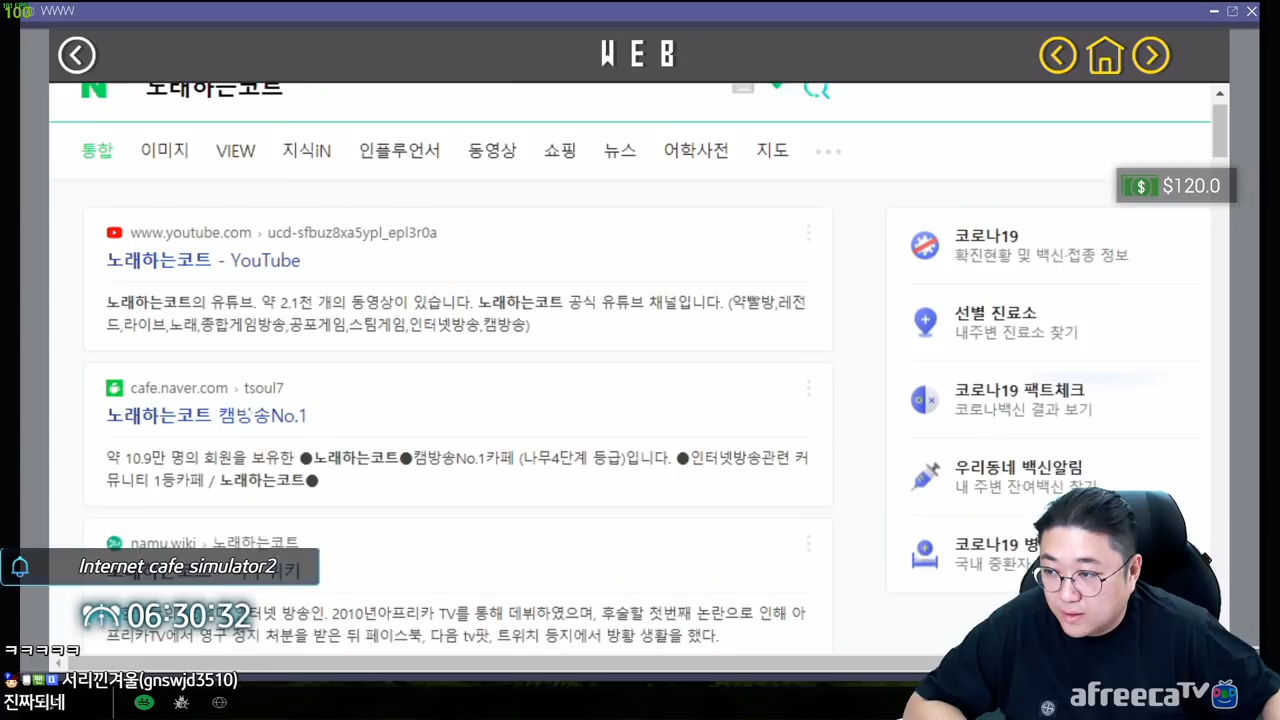 WWW
WEB
노래하는코트
통합 이미지 VIEW 지식iN 인플루언서 동영상 쇼핑 뉴스 어학사전 지도
$120.0
www.youtube.com › ucd-sfbuz8xa5ypl_epl3r0a
노래하는코트 - YouTube
노래하는코트의 유튜브. 약 2.1천 개의 동영상이 있습니다. 노래하는코트 공식 유튜브 채널입니다. (약빨방,레전
드,라이브,노래,종합게임방송,공포게임,스팀게임,인터넷방송,캠방송)
cafe.naver.com › tsoul7
노래하는코트 캠방송No.1
약 10.9만 명의 회원을 보유한 ●노래하는코트●캠방송No.1카페 (나무4단계 등급)입니다. ●인터넷방송관련 커
뮤니티 1등카페 / 노래하는코트●
namu.wiki › 노래하는코트
터넷 방송인. 2010년아프리카 TV를 통해 데뷔하였으며, 후술할 첫번째 논란으로 인해 아
프리카TV에서 영구 정지 처분을 받은 뒤 페이스북, 다음 tv팟, 트위치 등지에서 방황 생활을 했다.
코로나19
확진현황 및 백신·접종 정보
선별 진료소
내주변 진료소 찾기
코로나19 팩트체크
코로나백신 결과 보기
우리동네 백신알림
내 주변 잔여백신 찾기
코로나19 병
국내 중환자
Internet cafe simulator2
06:30:32
ㅋㅋㅋㅋㅋ
서리낀겨울(gnswjd3510)
진짜되네
afreecaTV